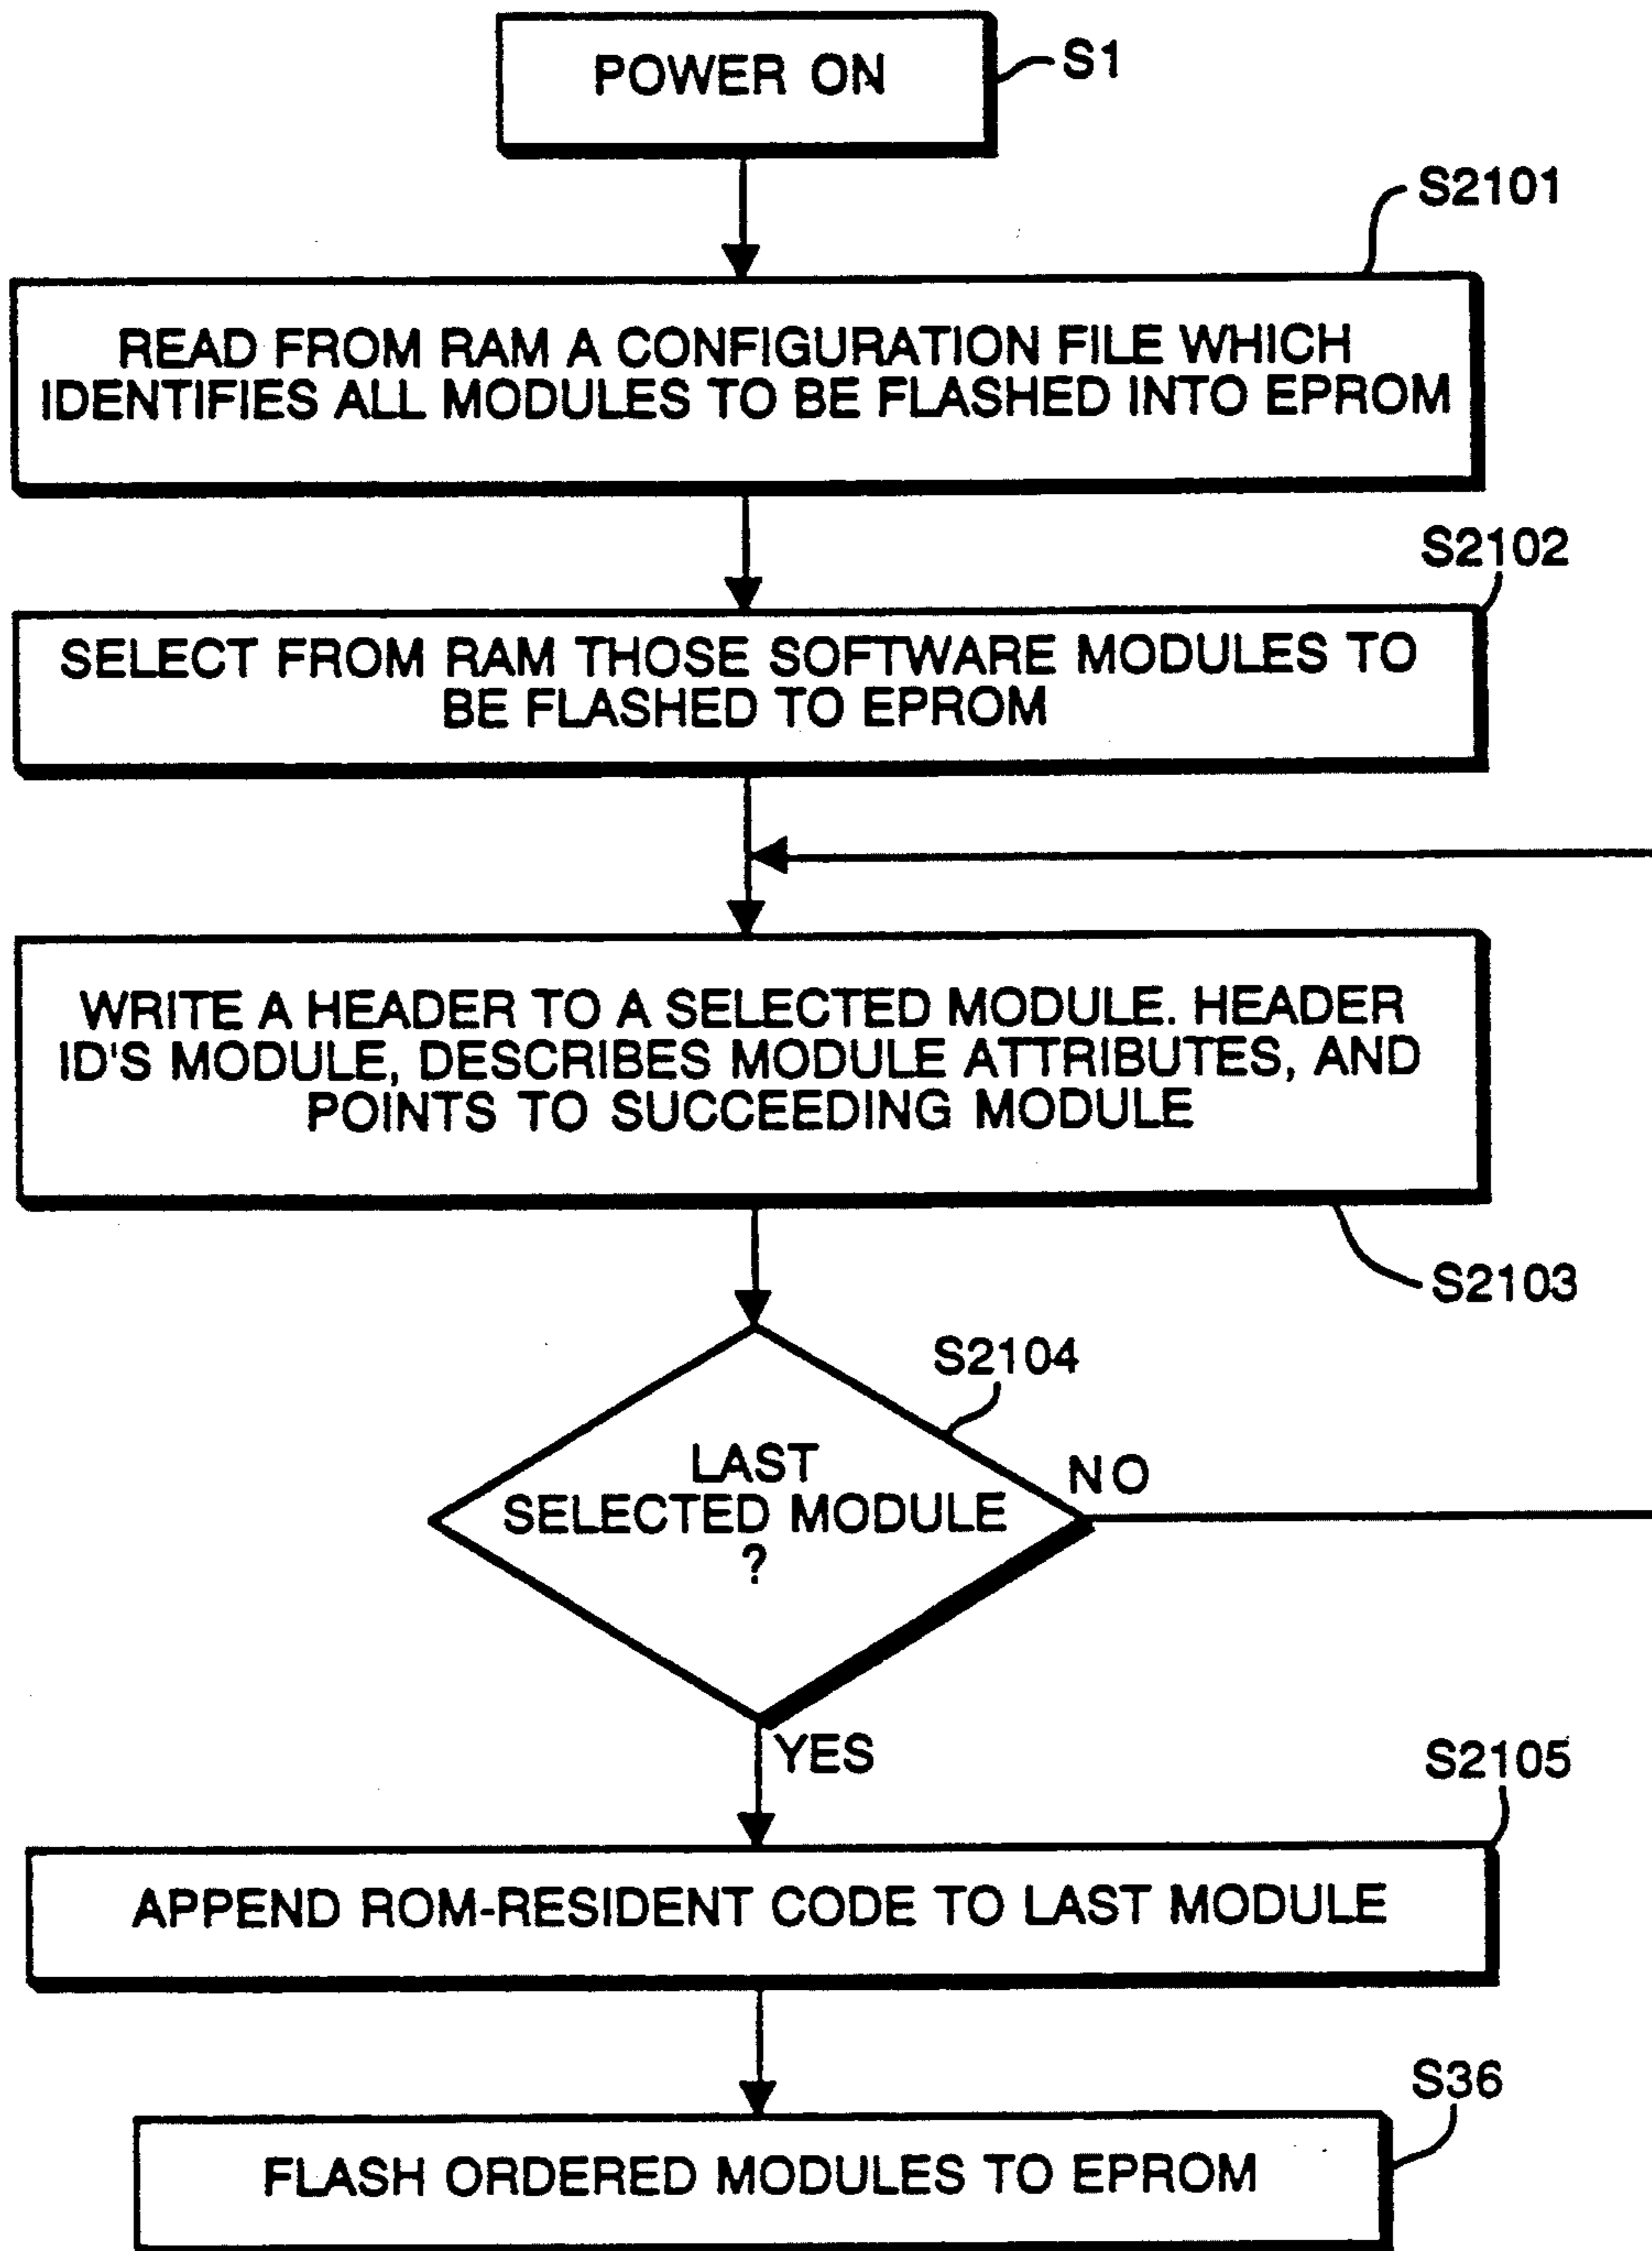 POWER ON
S1
S2101
READ FROM RAM A CONFIGURATION FILE WHICH
IDENTIFIES ALL MODULES TO BE FLASHED INTO EPROM
S2102
SELECT FROM RAM THOSE SOFTWARE MODULES TO
BE FLASHED TO EPROM
WRITE A HEADER TO A SELECTED MODULE. HEADER
ID'S MODULE, DESCRIBES MODULE ATTRIBUTES, AND
POINTS TO SUCCEEDING MODULE
S2103
S2104
LAST
SELECTED MODULE
?
NO
YES
S2105
APPEND ROM-RESIDENT CODE TO LAST MODULE
S36
FLASH ORDERED MODULES TO EPROM